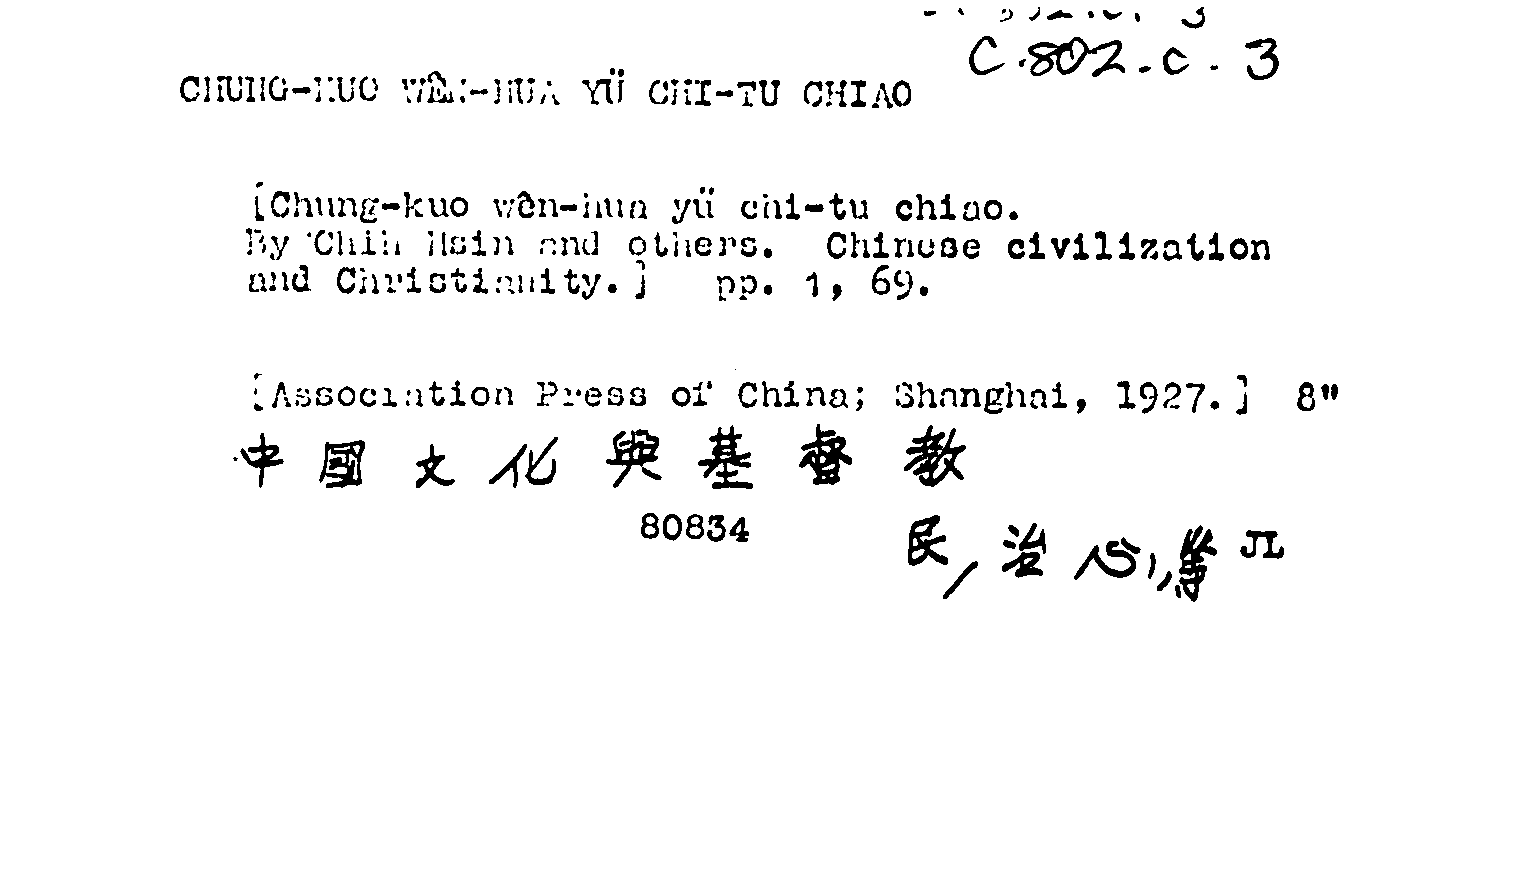 C.802.c.3
CHUNG-KUO WÊN-HUA YÜ CHI-TU CHIAO
[Chung-kuo wên-hua yü chi-tu chiao.
By Chih Hsin and others. Chinese civilization
and Christianity.] pp. 1, 69.
[Association Press of China; Shanghai, 1927.] 8"
中國文化與基督教
80834
民, 治心, 等 JL